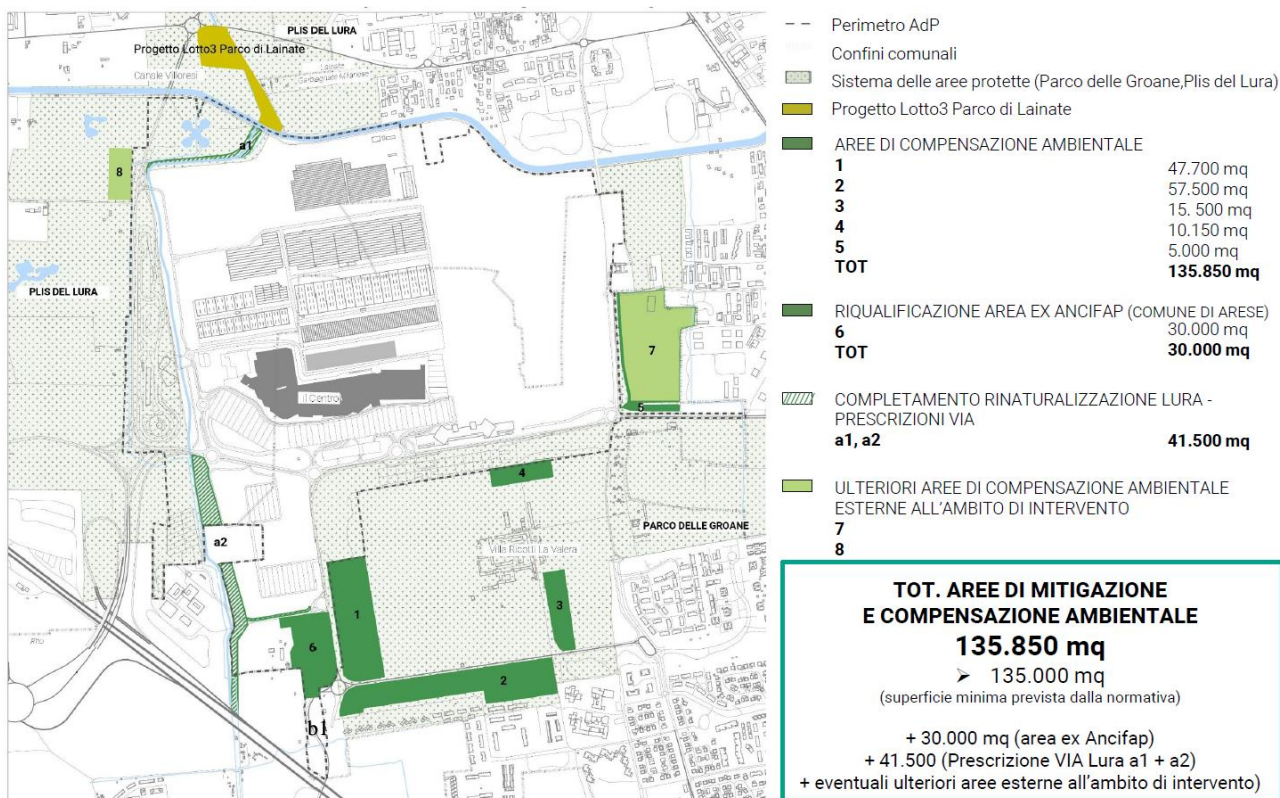 PLIS DEL LURA
Progetto Lotto3 Parco di Lainate
Canale Villoresi
a1
8
PLIS DEL LURA
7
il Centro
5
4
PARCO DELLE GROANE
a2
Villa Ricotti La Valera
1
3
Rho
6
2
b1
Perimetro AdP
Confini comunali
Sistema delle aree protette (Parco delle Groane,Plis del Lura)
Progetto Lotto3 Parco di Lainate
AREE DI COMPENSAZIONE AMBIENTALE
1 47.700 mq
2 57.500 mq
3 15. 500 mq
4 10.150 mq
5 5.000 mq
TOT 135.850 mq
RIQUALIFICAZIONE AREA EX ANCIFAP (COMUNE DI ARESE)
6 30.000 mq
TOT 30.000 mq
COMPLETAMENTO RINATURALIZZAZIONE LURA -
PRESCRIZIONI VIA
a1, a2 41.500 mq
ULTERIORI AREE DI COMPENSAZIONE AMBIENTALE
ESTERNE ALL'AMBITO DI INTERVENTO
7
8
TOT. AREE DI MITIGAZIONE
E COMPENSAZIONE AMBIENTALE
135.850 mq
➢ 135.000 mq
(superficie minima prevista dalla normativa)
+ 30.000 mq (area ex Ancifap)
+ 41.500 (Prescrizione VIA Lura a1 + a2)
+ eventuali ulteriori aree esterne all'ambito di intervento)